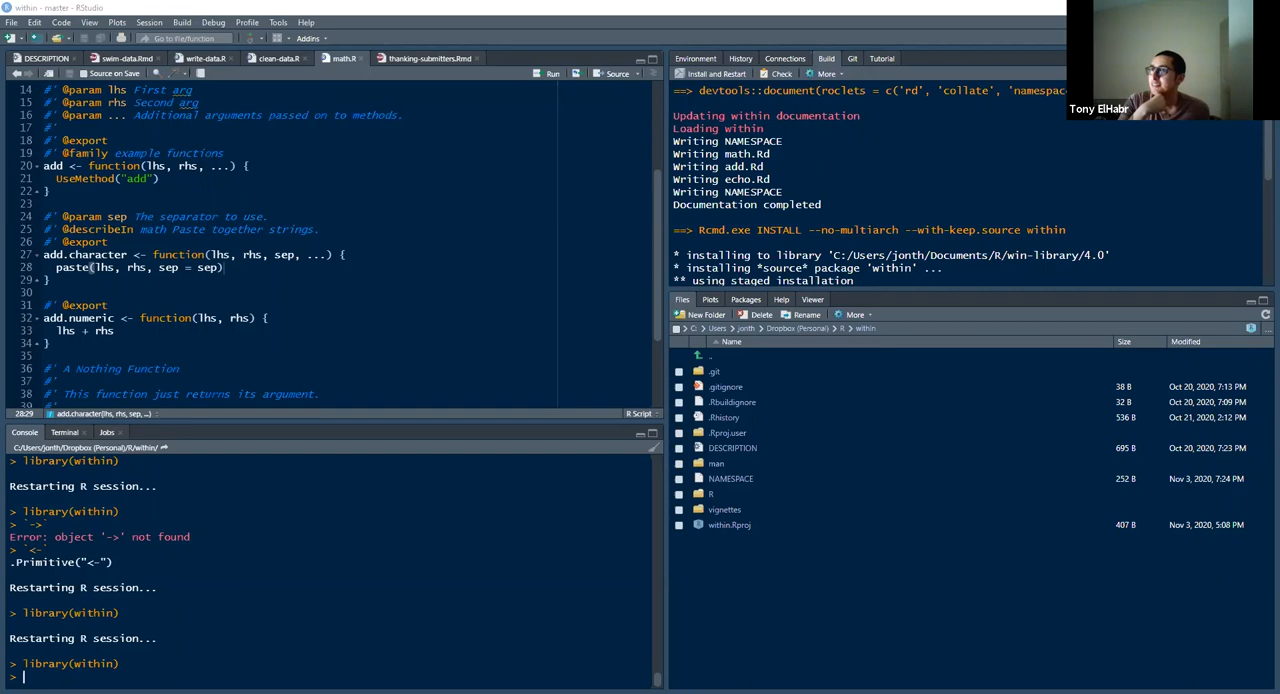 within - master - RStudio
File Edit Code View Plots Session Build Debug Profile Tools Help
Go to file/function Addins
DESCRIPTION swim-data.Rmd write-data.R clean-data.R math.R thanking-submitters.Rmd
Source on Save Run Source
14 #' @param lhs First arg
15 #' @param rhs Second arg
16 #' @param ... Additional arguments passed on to methods.
17 #'
18 #' @export
19 #' @family example functions
20 add <- function(lhs, rhs, ...) {
21 UseMethod("add")
22 }
23
24 #' @param sep The separator to use.
25 #' @describeIn math Paste together strings.
26 #' @export
27 add.character <- function(lhs, rhs, sep, ...) {
28 paste(lhs, rhs, sep = sep)
29 }
30
31 #' @export
32 add.numeric <- function(lhs, rhs) {
33 lhs + rhs
34 }
35
36 #' A Nothing Function
37 #'
38 #' This function just returns its argument.
39 #'
28:29 add.character(lhs, rhs, sep, ...) R Script
Console Terminal Jobs
C:/Users/jonth/Dropbox (Personal)/R/within/
> library(within)
Restarting R session...
> library(within)
> `->`
Error: object '->' not found
> `<-`
.Primitive("<-")
Restarting R session...
> library(within)
Restarting R session...
> library(within)
>
Environment History Connections Build Git Tutorial
Install and Restart Check More
==> devtools::document(roclets = c('rd', 'collate', 'namespac
Updating within documentation
Loading within
Writing NAMESPACE
Writing math.Rd
Writing add.Rd
Writing echo.Rd
Writing NAMESPACE
Documentation completed
==> Rcmd.exe INSTALL --no-multiarch --with-keep.source within
* installing to library 'C:/Users/jonth/Documents/R/win-library/4.0'
* installing *source* package 'within' ...
** using staged installation
Files Plots Packages Help Viewer
New Folder Delete Rename More
C: Users jonth Dropbox (Personal) R within
Name Size Modified
..
.git
.gitignore 38 B Oct 20, 2020, 7:13 PM
.Rbuildignore 32 B Oct 20, 2020, 7:09 PM
.Rhistory 536 B Oct 21, 2020, 2:12 PM
.Rproj.user
DESCRIPTION 695 B Oct 20, 2020, 7:23 PM
man
NAMESPACE 252 B Nov 3, 2020, 7:24 PM
R
vignettes
within.Rproj 407 B Nov 3, 2020, 5:08 PM
Tony ElHabr